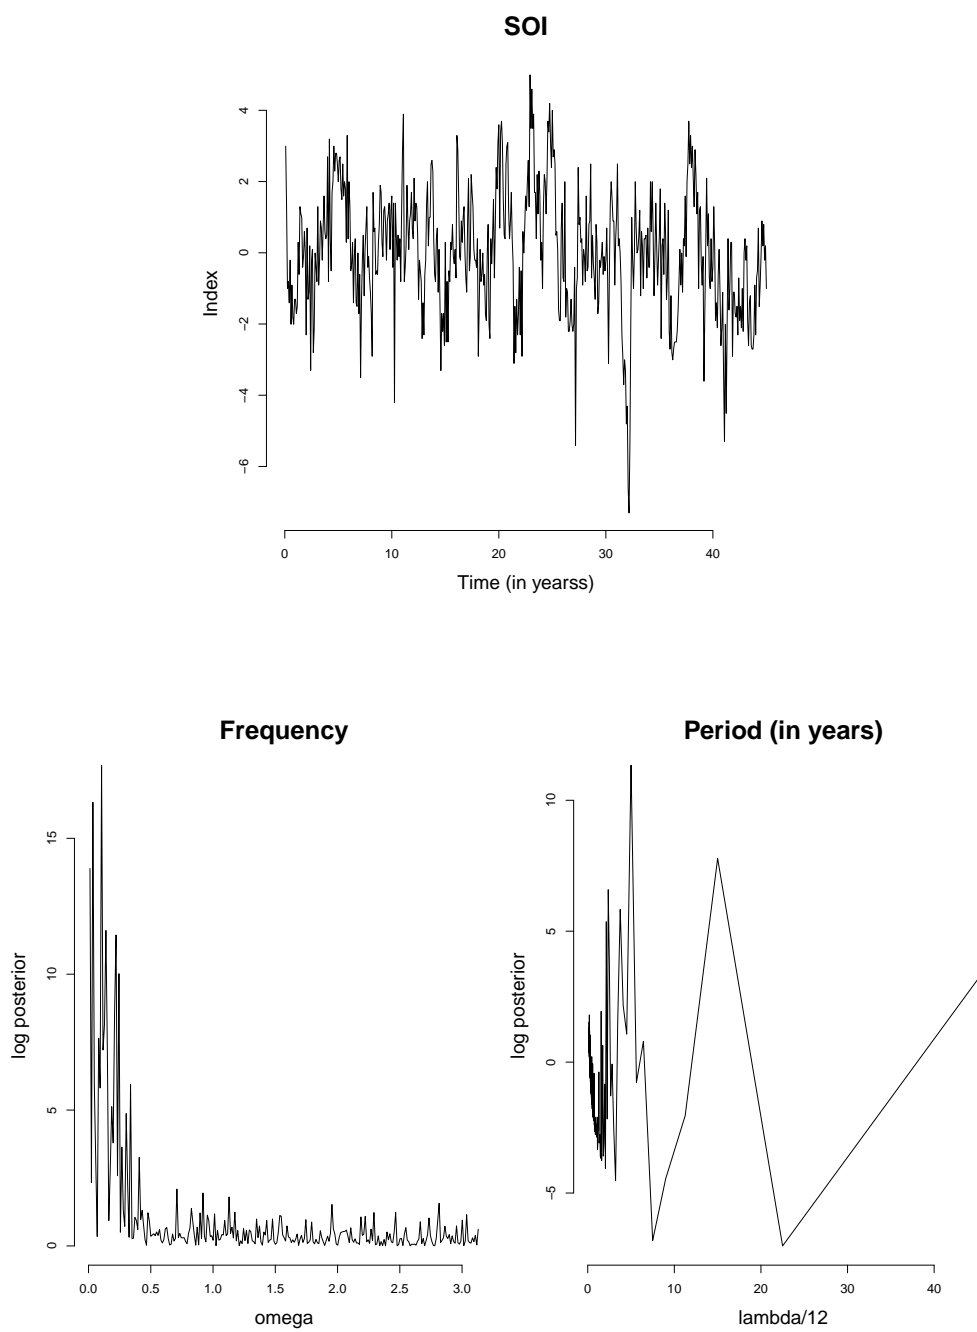 SOI
4
2
0
−2
−4
−6
Index
0 10 20 30 40
Time (in yearss)
Frequency
15
10
5
0
log posterior
0.0 0.5 1.0 1.5 2.0 2.5 3.0
omega
Period (in years)
10
5
0
−5
log posterior
0 10 20 30 40
lambda/12